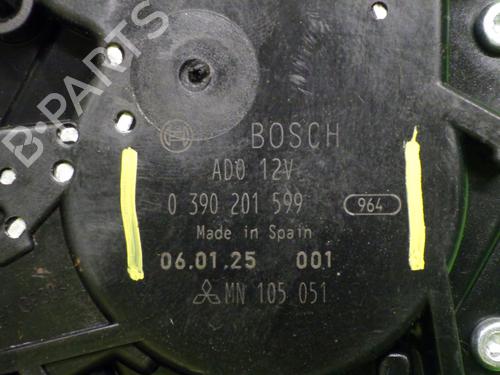 B-PARTS
BOSCH
AD0 12V
0 390 201 599 964
Made in Spain
06.01.25 001
MN 105 051